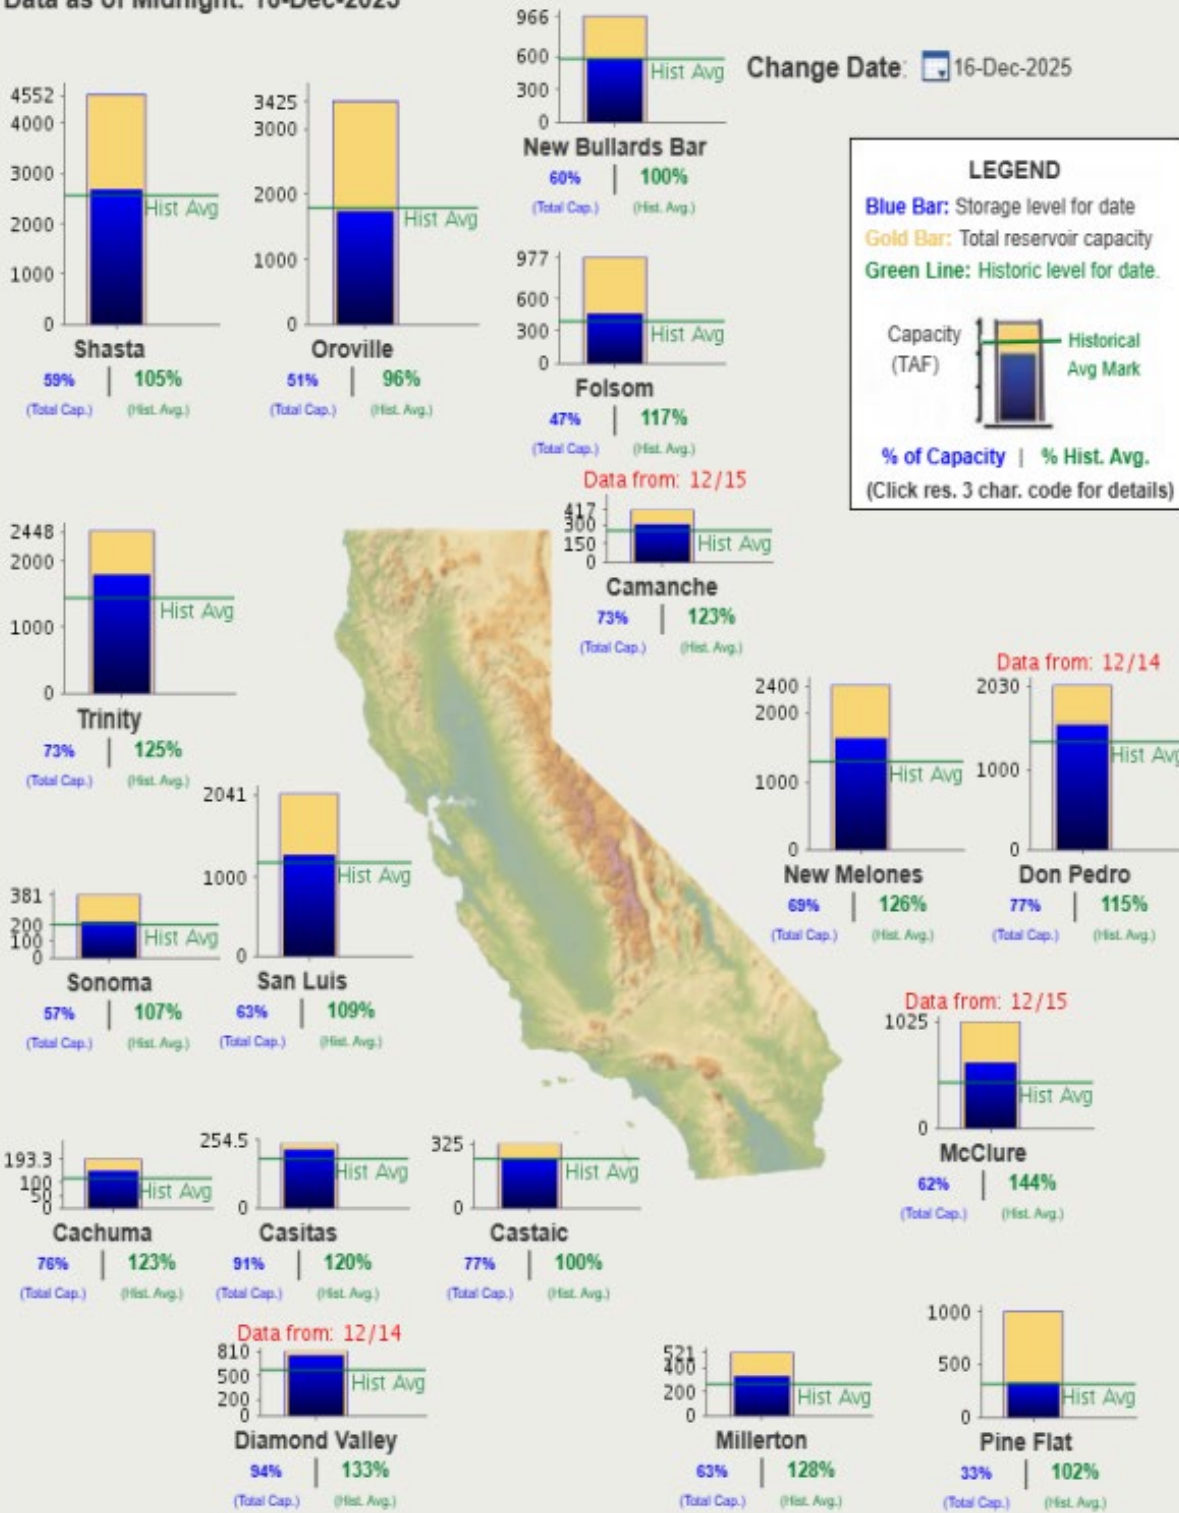 Data as of Midnight: 16-Dec-2025
Change Date: 16-Dec-2025
966
600
300
0
Hist Avg
New Bullards Bar
60% | 100%
(Total Cap.) (Hist. Avg.)
4552
4000
3000
2000
1000
0
Hist Avg
Shasta
59% | 105%
(Total Cap.) (Hist. Avg.)
3425
3000
2000
1000
0
Hist Avg
Oroville
51% | 96%
(Total Cap.) (Hist. Avg.)
977
600
300
0
Hist Avg
Folsom
47% | 117%
(Total Cap.) (Hist. Avg.)
LEGEND
Blue Bar: Storage level for date
Gold Bar: Total reservoir capacity
Green Line: Historic level for date.
Capacity
(TAF)
Historical
Avg Mark
% of Capacity | % Hist. Avg.
(Click res. 3 char. code for details)
Data from: 12/15
417
300
150
0
Hist Avg
Camanche
73% | 123%
(Total Cap.) (Hist. Avg.)
2448
2000
1000
0
Hist Avg
Trinity
73% | 125%
(Total Cap.) (Hist. Avg.)
2400
2000
1000
0
Hist Avg
New Melones
69% | 126%
(Total Cap.) (Hist. Avg.)
Data from: 12/14
2030
1000
0
Hist Avg
Don Pedro
77% | 115%
(Total Cap.) (Hist. Avg.)
381
200
100
0
Hist Avg
Sonoma
57% | 107%
(Total Cap.) (Hist. Avg.)
2041
1000
0
Hist Avg
San Luis
63% | 109%
(Total Cap.) (Hist. Avg.)
Data from: 12/15
1025
0
Hist Avg
McClure
62% | 144%
(Total Cap.) (Hist. Avg.)
193.3
100
50
0
Hist Avg
Cachuma
76% | 123%
(Total Cap.) (Hist. Avg.)
254.5
0
Hist Avg
Casitas
91% | 120%
(Total Cap.) (Hist. Avg.)
325
0
Hist Avg
Castaic
77% | 100%
(Total Cap.) (Hist. Avg.)
Data from: 12/14
810
500
200
0
Hist Avg
Diamond Valley
94% | 133%
(Total Cap.) (Hist. Avg.)
521
400
200
0
Hist Avg
Millerton
63% | 128%
(Total Cap.) (Hist. Avg.)
1000
500
0
Hist Avg
Pine Flat
33% | 102%
(Total Cap.) (Hist. Avg.)